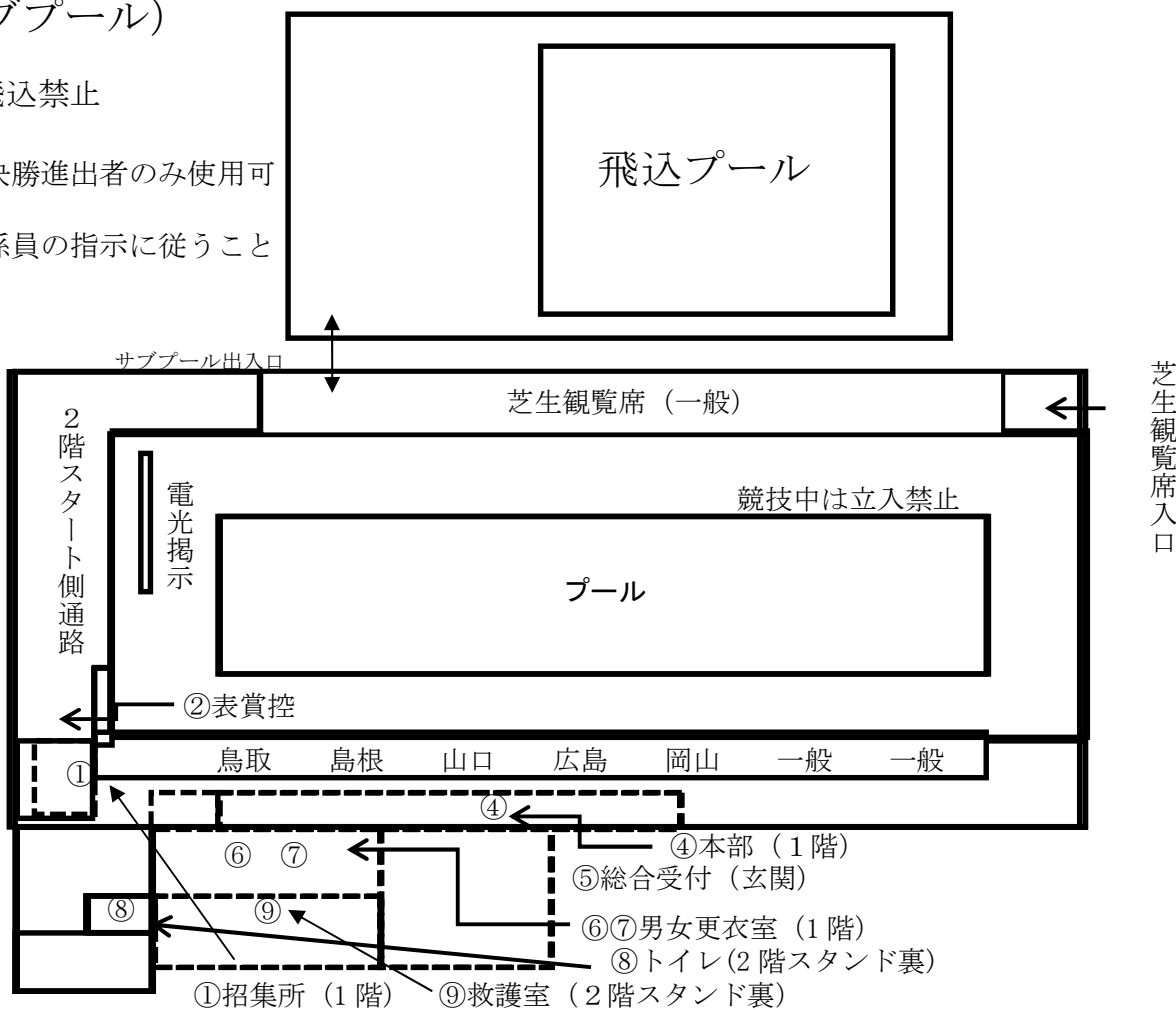 ブプール）
飛込禁止
決勝進出者のみ使用可
係員の指示に従うこと
飛込プール
サブプール出入口
芝生観覧席（一般）
芝生観覧席入口
２階スタート側通路
電光掲示
競技中は立入禁止
プール
②表賞控
①
鳥取 島根 山口 広島 岡山 一般 一般
④
④本部（１階）
⑥ ⑦
⑤総合受付（玄関）
⑧
⑨
⑥⑦男女更衣室（1階）
⑧トイレ(2階スタンド裏)
①招集所（1階）
⑨救護室（２階スタンド裏）